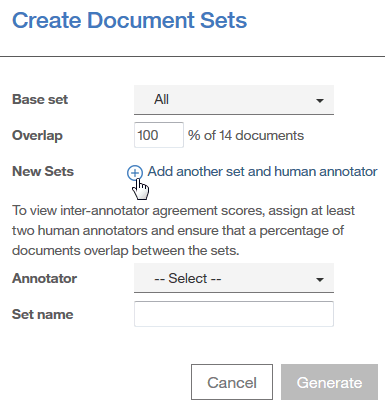 Create Document Sets
Base set All
Overlap 100 % of 14 documents
New Sets Add another set and human annotator
To view inter-annotator agreement scores, assign at least
two human annotators and ensure that a percentage of
documents overlap between the sets.
Annotator -- Select --
Set name
Cancel Generate